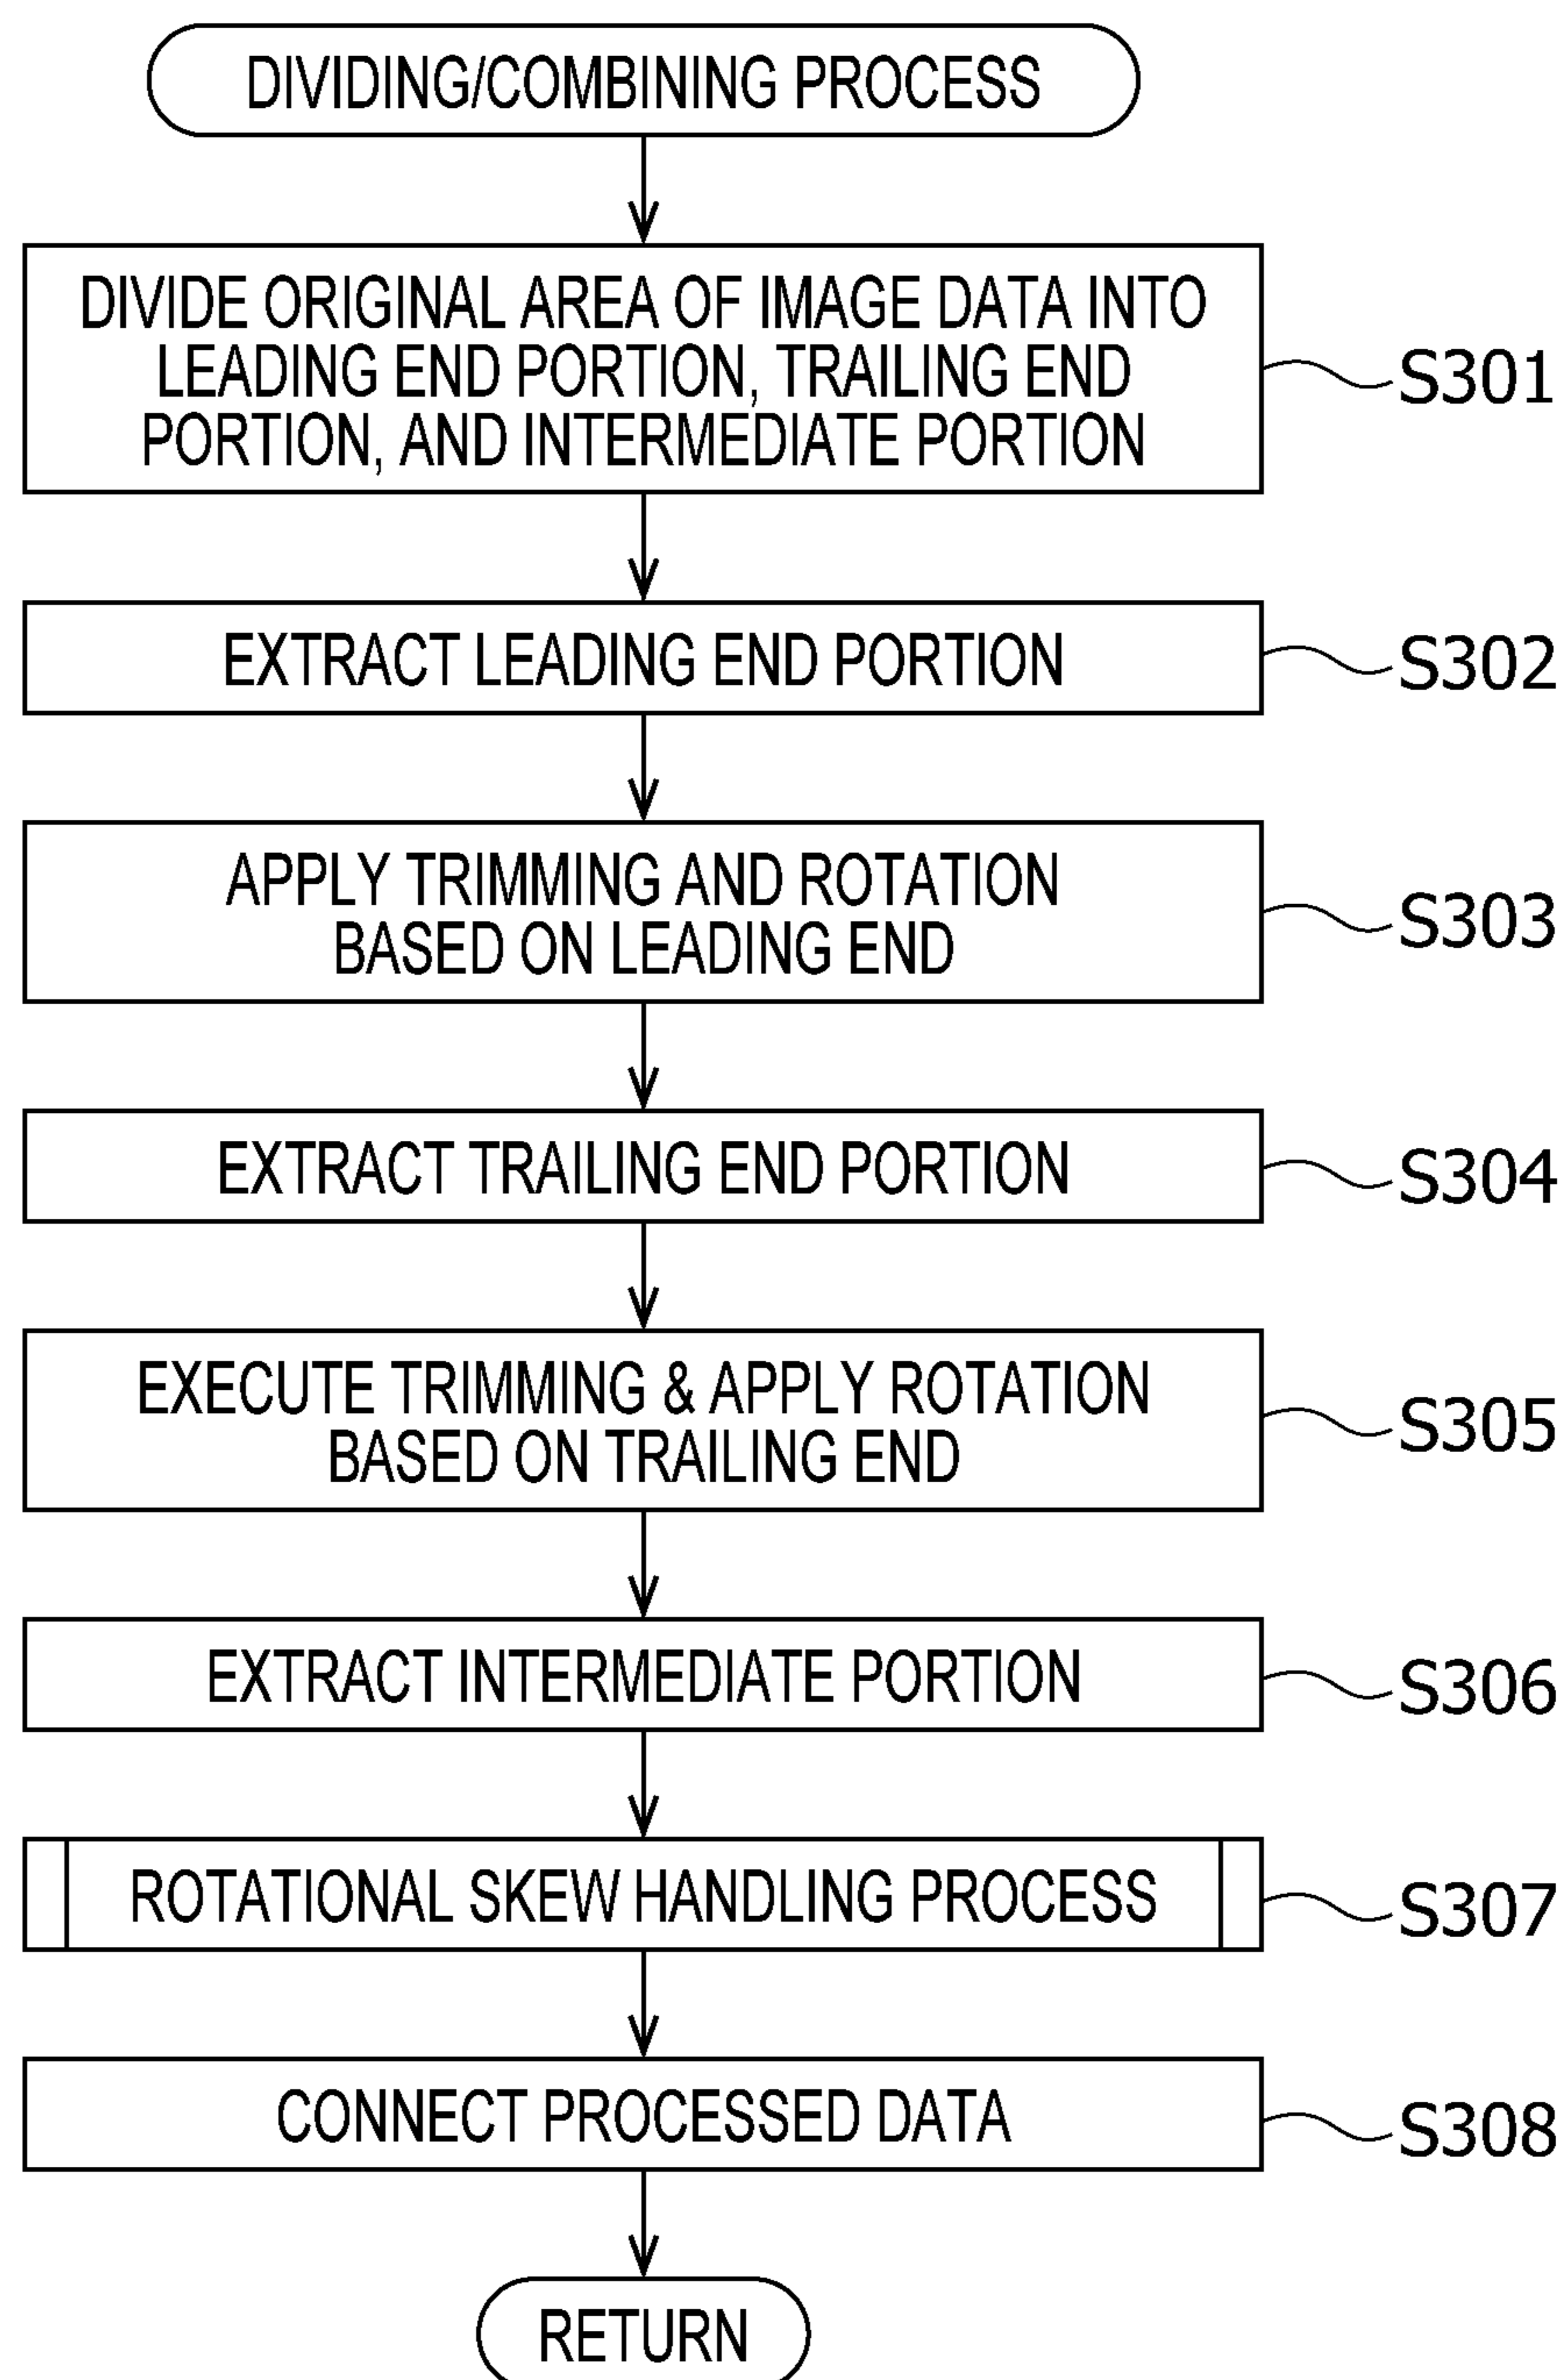 DIVIDING/COMBINING PROCESS
DIVIDE ORIGINAL AREA OF IMAGE DATA INTO
LEADING END PORTION, TRAILING END
PORTION, AND INTERMEDIATE PORTION
S301
EXTRACT LEADING END PORTION
S302
APPLY TRIMMING AND ROTATION
BASED ON LEADING END
S303
EXTRACT TRAILING END PORTION
S304
EXECUTE TRIMMING & APPLY ROTATION
BASED ON TRAILING END
S305
EXTRACT INTERMEDIATE PORTION
S306
ROTATIONAL SKEW HANDLING PROCESS
S307
CONNECT PROCESSED DATA
S308
RETURN